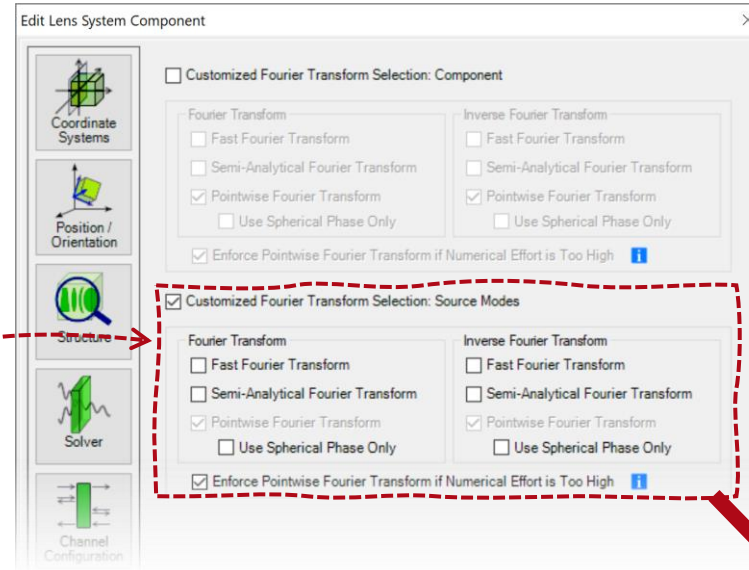 Edit Lens System Component
Coordinate
Systems
Position /
Orientation
Structure
Solver
Channel
Configuration
Customized Fourier Transform Selection: Component
Fourier Transform
Fast Fourier Transform
Semi-Analytical Fourier Transform
Pointwise Fourier Transform
Use Spherical Phase Only
Inverse Fourier Transform
Fast Fourier Transform
Semi-Analytical Fourier Transform
Pointwise Fourier Transform
Use Spherical Phase Only
Enforce Pointwise Fourier Transform if Numerical Effort is Too High
Customized Fourier Transform Selection: Source Modes
Fourier Transform
Fast Fourier Transform
Semi-Analytical Fourier Transform
Pointwise Fourier Transform
Use Spherical Phase Only
Inverse Fourier Transform
Fast Fourier Transform
Semi-Analytical Fourier Transform
Pointwise Fourier Transform
Use Spherical Phase Only
Enforce Pointwise Fourier Transform if Numerical Effort is Too High